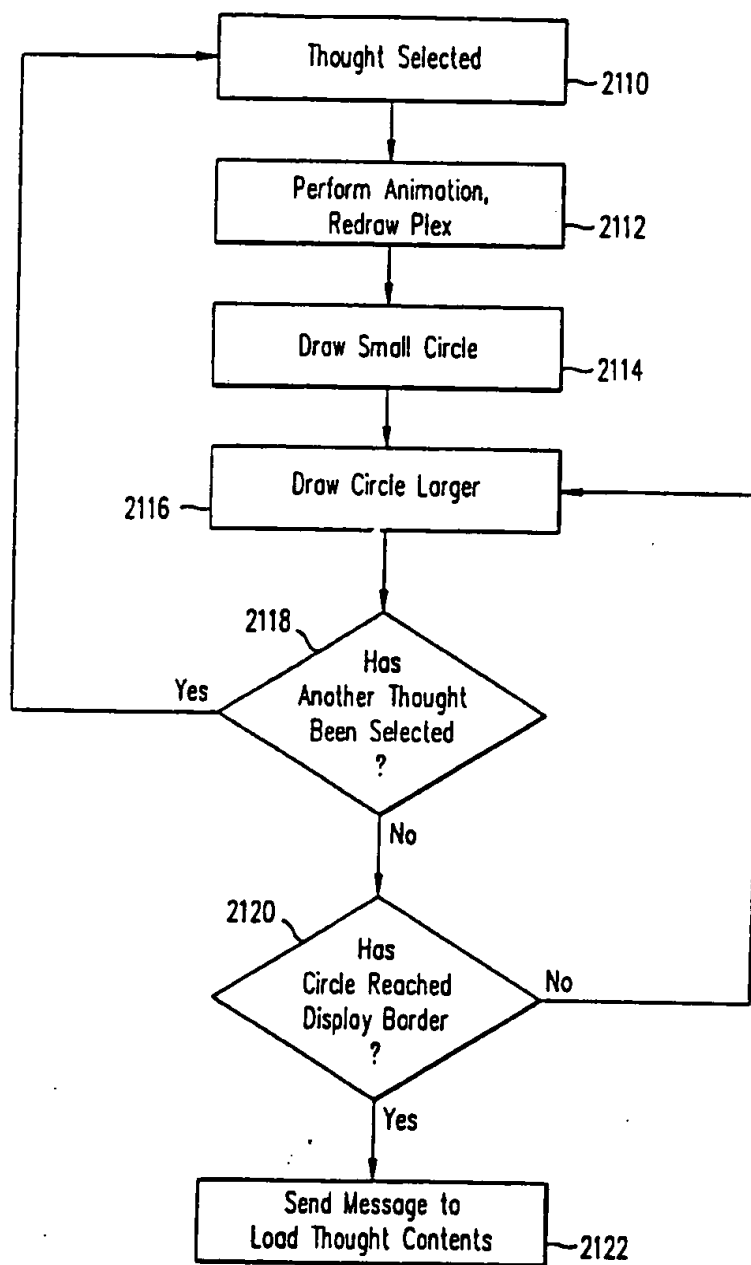 Thought Selected
2110
Perform Animation,
Redraw Plex
2112
Draw Small Circle
2114
Draw Circle Larger
2116
2118
Has
Another Thought
Been Selected
?
Yes
No
2120
Has
Circle Reached
Display Border
?
No
Yes
Send Message to
Load Thought Contents
2122